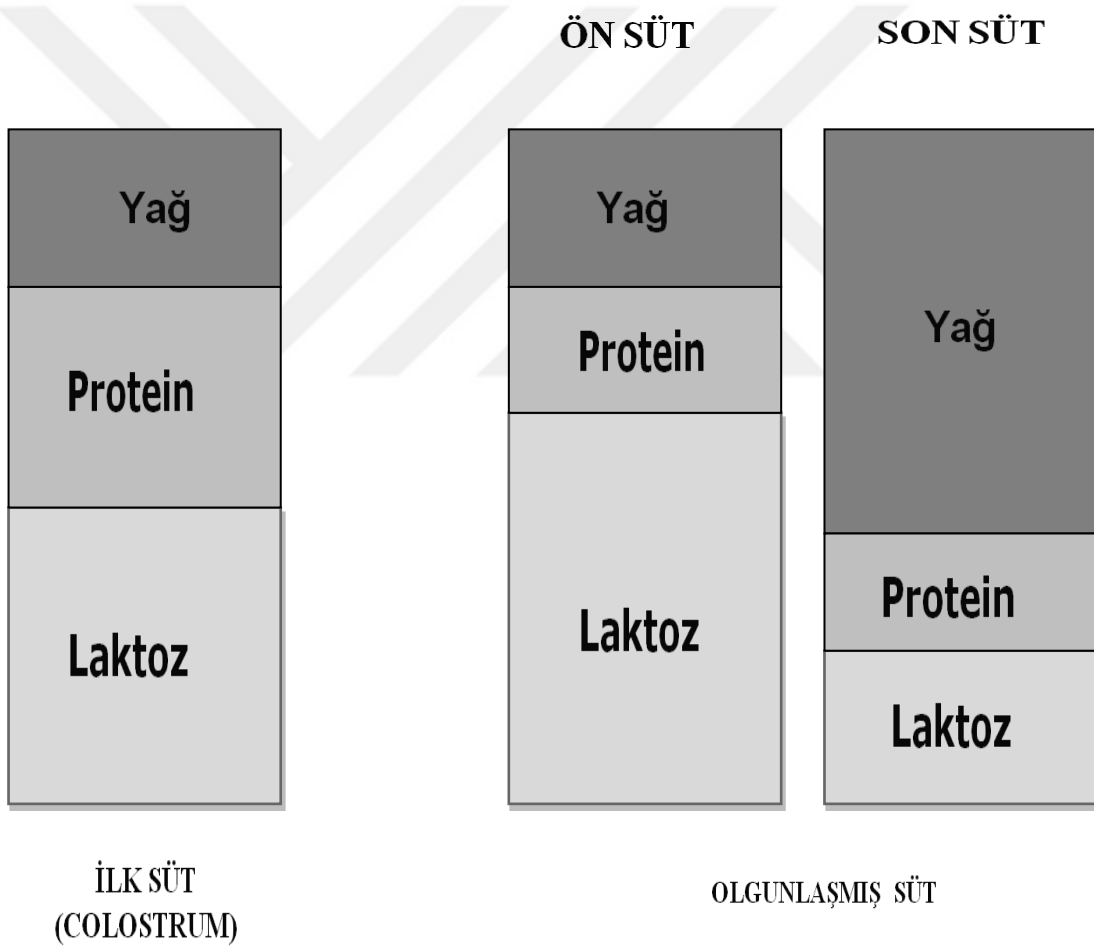 ÖN SÜT
SON SÜT
Yağ
Protein
Laktoz
Yağ
Protein
Laktoz
Yağ
Protein
Laktoz
İLK SÜT
(COLOSTRUM)
OLGUNLAŞMIŞ SÜT